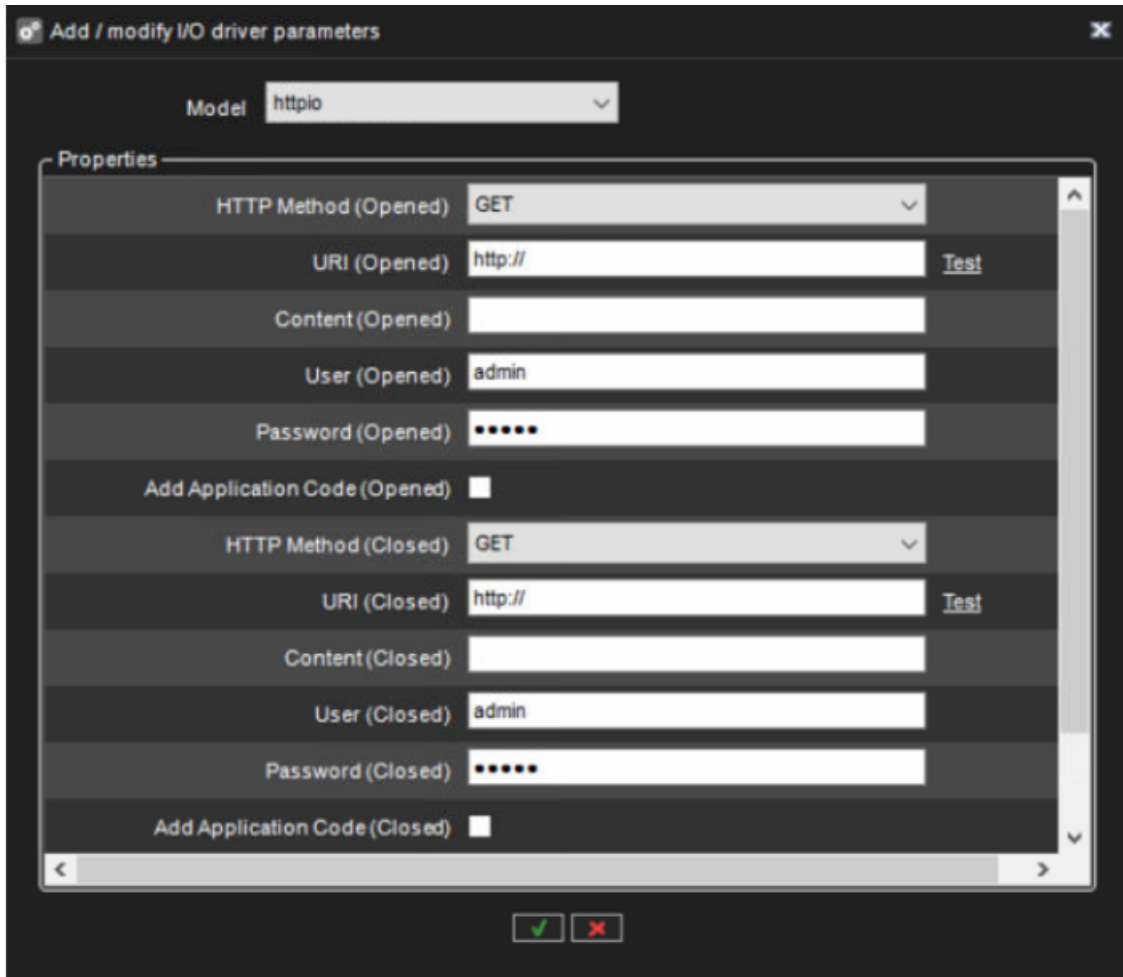 Add / modify I/O driver parameters
Model httpio
Properties
HTTP Method (Opened) GET
URI (Opened) http:// Test
Content (Opened)
User (Opened) admin
Password (Opened) •••••
Add Application Code (Opened)
HTTP Method (Closed) GET
URI (Closed) http:// Test
Content (Closed)
User (Closed) admin
Password (Closed) •••••
Add Application Code (Closed)